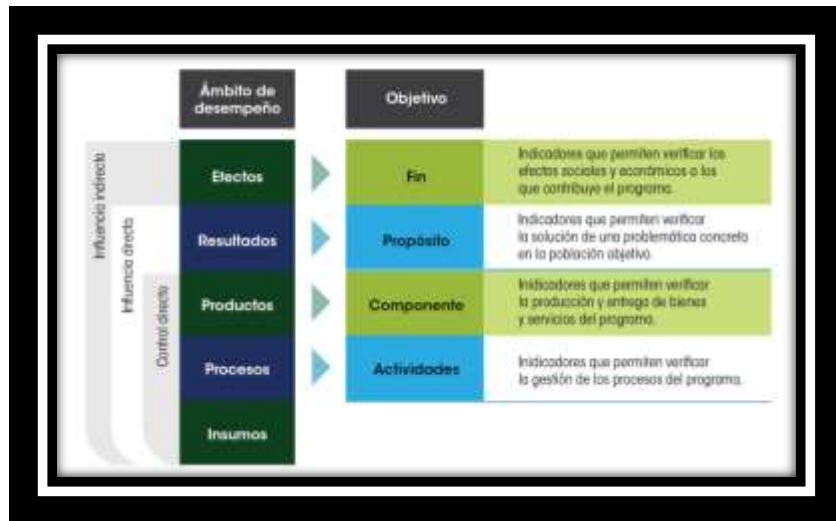 Ámbito de
desempeño
Objetivo
Influencia indirecta
Influencia directa
Control directo
Efectos
Fin
Indicadores que permiten verificar los
efectos sociales y económicos a los
que contribuye el programa.
Resultados
Propósito
Indicadores que permiten verificar
la solución de una problemática concreta
en la población objetivo.
Productos
Componente
Inidicadores que permiten verificar
la producción y entrega de bienes
y servicios del programa.
Procesos
Actividades
Inidicadores que permiten verificar
la gestión de los procesos del programa.
Insumos